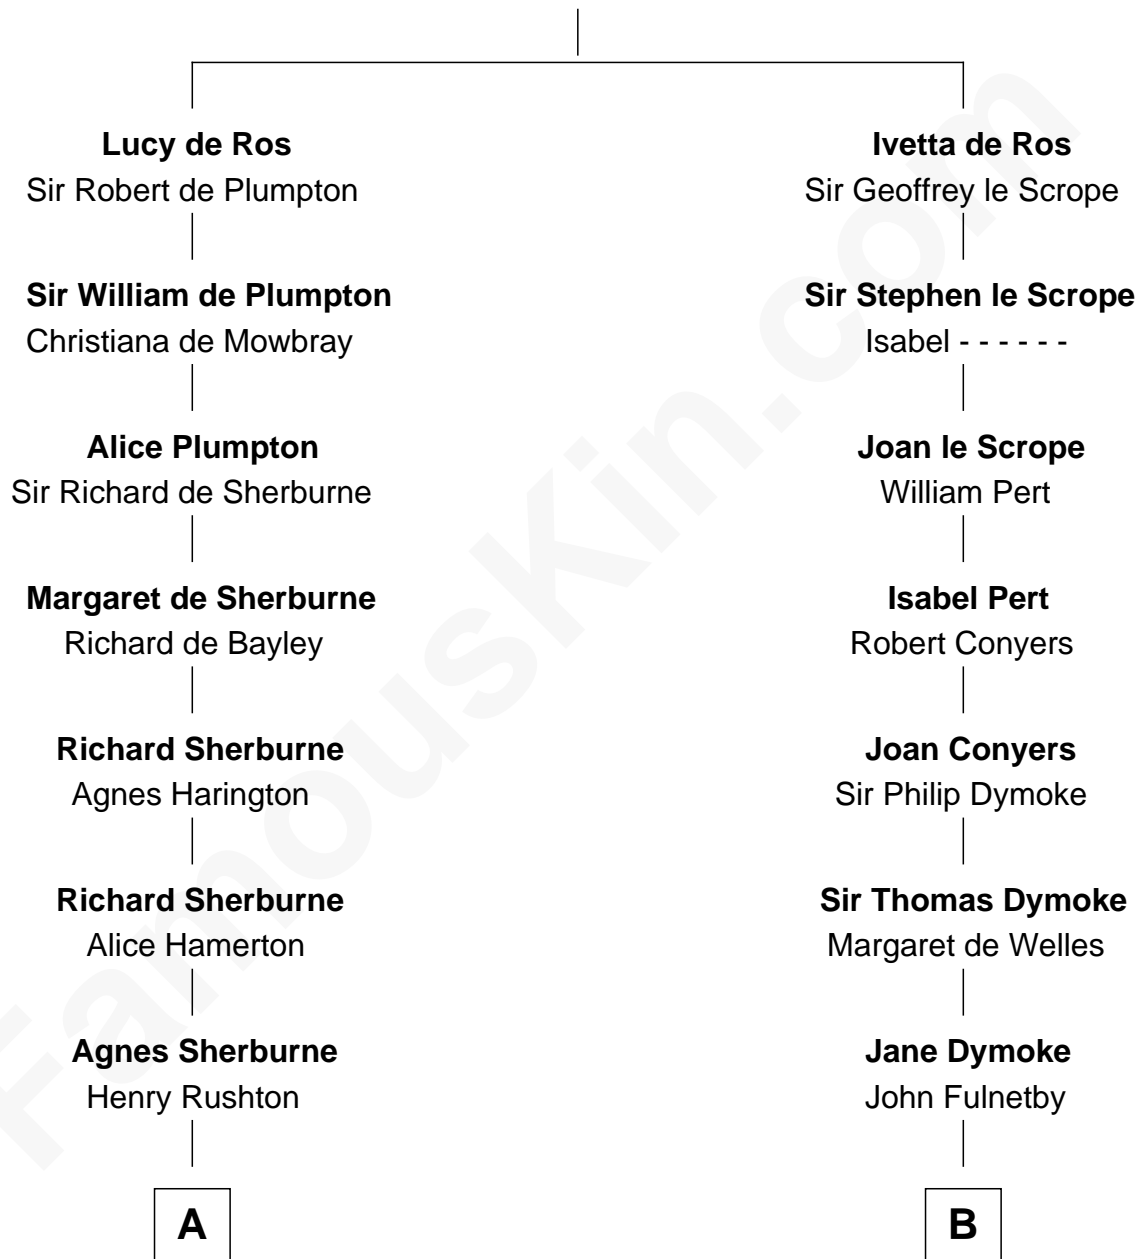 Lucy de Ros
Sir Robert de Plumpton
Sir William de Plumpton
Christiana de Mowbray
Alice Plumpton
Sir Richard de Sherburne
Margaret de Sherburne
Richard de Bayley
Richard Sherburne
Agnes Harington
Richard Sherburne
Alice Hamerton
Agnes Sherburne
Henry Rushton
A
Ivetta de Ros
Sir Geoffrey le Scrope
Sir Stephen le Scrope
Isabel - - - - - -
Joan le Scrope
William Pert
Isabel Pert
Robert Conyers
Joan Conyers
Sir Philip Dymoke
Sir Thomas Dymoke
Margaret de Welles
Jane Dymoke
John Fulnetby
B
FamousKin.com